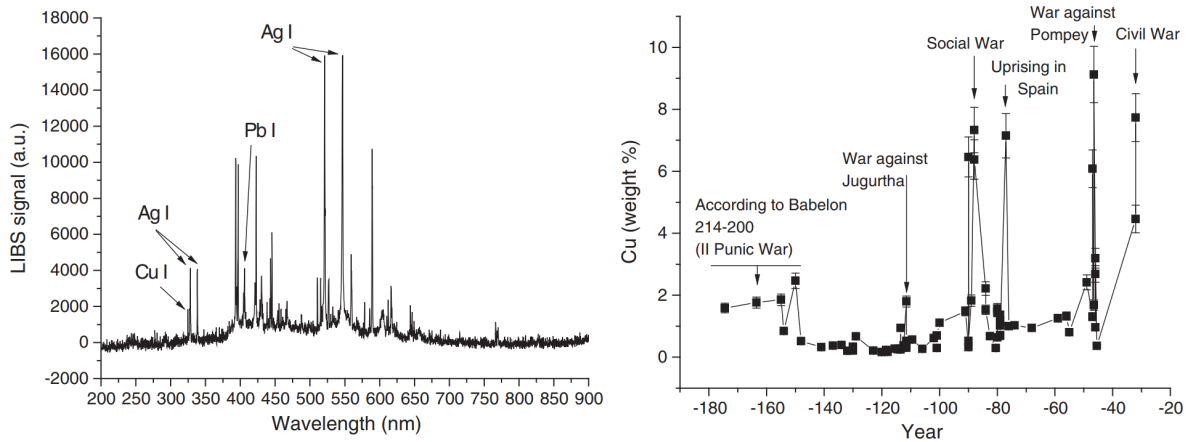 18000
16000
14000
12000
10000
8000
6000
4000
2000
0
-2000
LIBS signal (a.u.)
Ag I
Pb I
Ag I
Cu I
200 250 300 350 400 450 500 550 600 650 700 750 800 850 900
Wavelength (nm)
10
8
6
4
2
0
Cu (weight %)
War against
Pompey
Civil War
Social War
Uprising in
Spain
War against
Jugurtha
According to Babelon
214-200
(II Punic War)
-180 -160 -140 -120 -100 -80 -60 -40 -20
Year